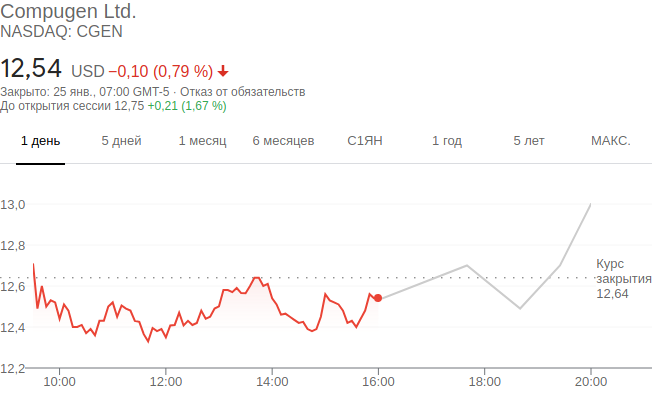 Compugen Ltd.
NASDAQ: CGEN
12,54 USD −0,10 (0,79 %)
Закрыто: 25 янв., 07:00 GMT-5 · Отказ от обязательств
До открытия сессии 12,75 +0,21 (1,67 %)
1 день 5 дней 1 месяц 6 месяцев С1ЯН 1 год 5 лет МАКС.
13,0
12,8
Курс
закрытия
12,64
12,6
12,4
12,2
10:00 12:00 14:00 16:00 18:00 20:00